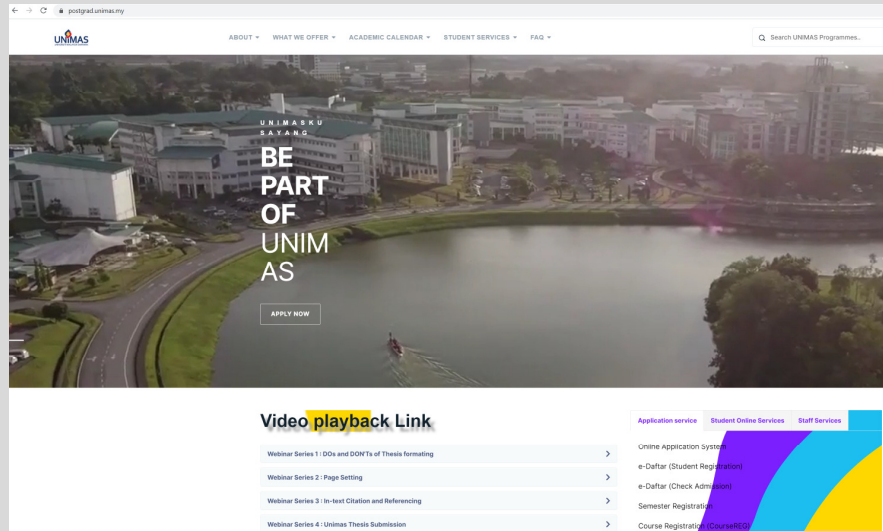 postgrad.unimas.my
UNIMAS
ABOUT WHAT WE OFFER ACADEMIC CALENDAR STUDENT SERVICES FAQ
Search UNIMAS Programmes..
UNIMASKU
SAYANG
BE
PART
OF
UNIM
AS
APPLY NOW
Video playback Link
Webinar Series 1 : DOs and DON'Ts of Thesis formating
Webinar Series 2 : Page Setting
Webinar Series 3 : In-text Citation and Referencing
Webinar Series 4 : Unimas Thesis Submission
Application service Student Online Services Staff Services
Online Application System
e-Daftar (Student Registration)
e-Daftar (Check Admission)
Semester Registration
Course Registration (CourseREG)